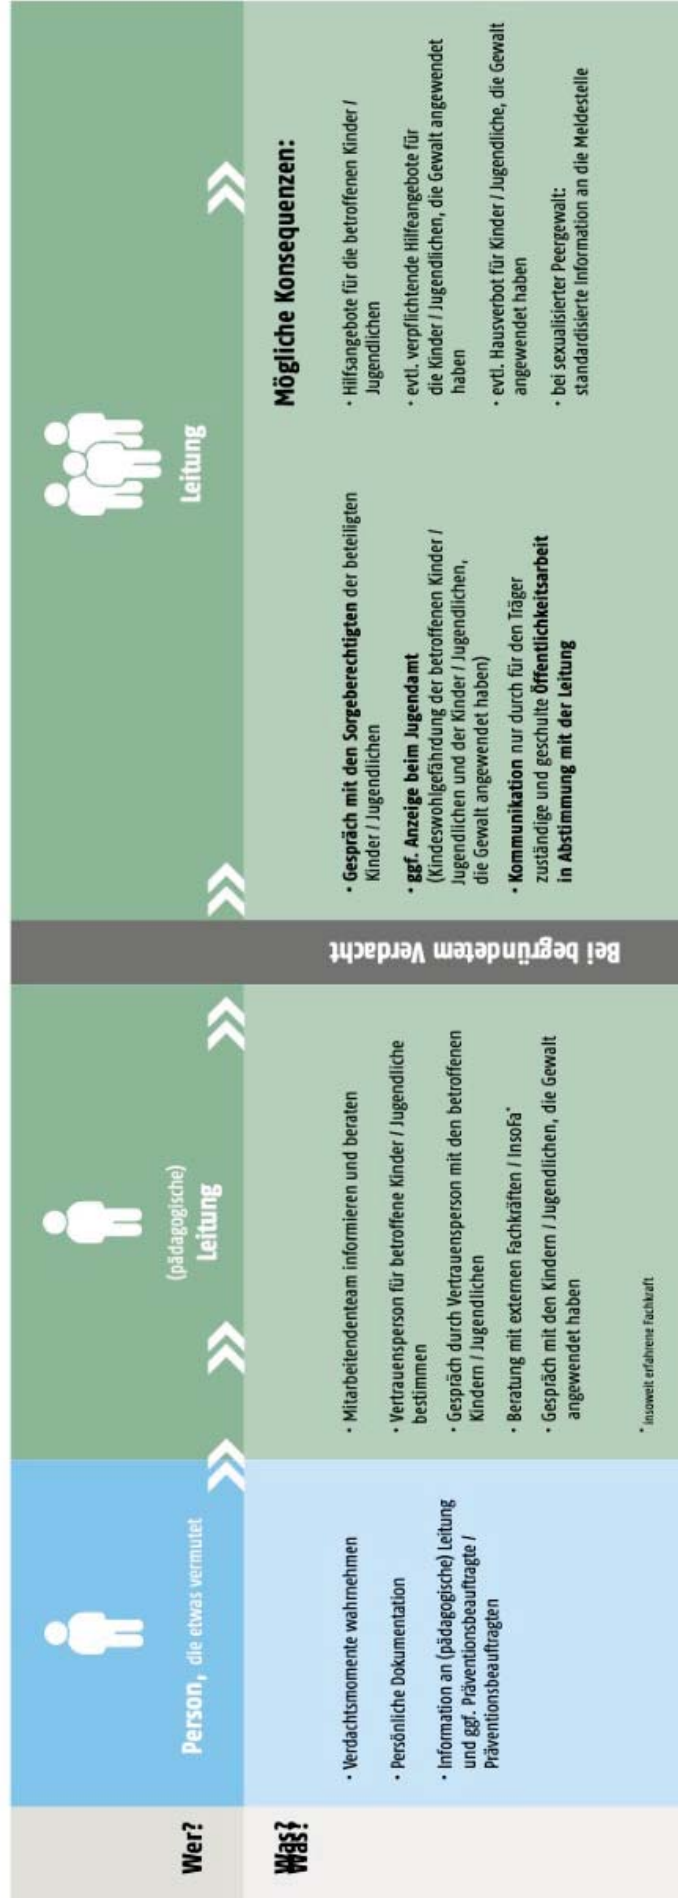 Wer?
Person, die etwas vermutet
(pädagogische)
Leitung
Leitung
Was?
Was?
· Verdachtsmomente wahrnehmen
· Persönliche Dokumentation
· Information an (pädagogische) Leitung
und ggf. Präventionsbeauftragte /
Präventionsbeauftragten
· Mitarbeitendenteam informieren und beraten
· Vertrauensperson für betroffene Kinder / Jugendliche
bestimmen
· Gespräch durch Vertrauensperson mit den betroffenen
Kindern / Jugendlichen
· Beratung mit externen Fachkräften / InsoFa*
· Gespräch mit den Kindern / Jugendlichen, die Gewalt
angewendet haben
* Insoweit erfahrene Fachkraft
Bei begründetem Verdacht
· Gespräch mit den Sorgeberechtigten der beteiligten
Kinder / Jugendlichen
· ggf. Anzeige beim Jugendamt
(Kindeswohlgefährdung der betroffenen Kinder /
Jugendlichen und der Kinder / Jugendlichen,
die Gewalt angewendet haben)
· Kommunikation nur durch für den Träger
zuständige und geschulte Öffentlichkeitsarbeit
in Abstimmung mit der Leitung
Mögliche Konsequenzen:
· Hilfsangebote für die betroffenen Kinder /
Jugendlichen
· evtl. verpflichtende Hilfeangebote für
die Kinder / Jugendlichen, die Gewalt angewendet
haben
· evtl. Hausverbot für Kinder / Jugendliche, die Gewalt
angewendet haben
· bei sexualisierter Peergewalt:
standardisierte Information an die Meldestelle